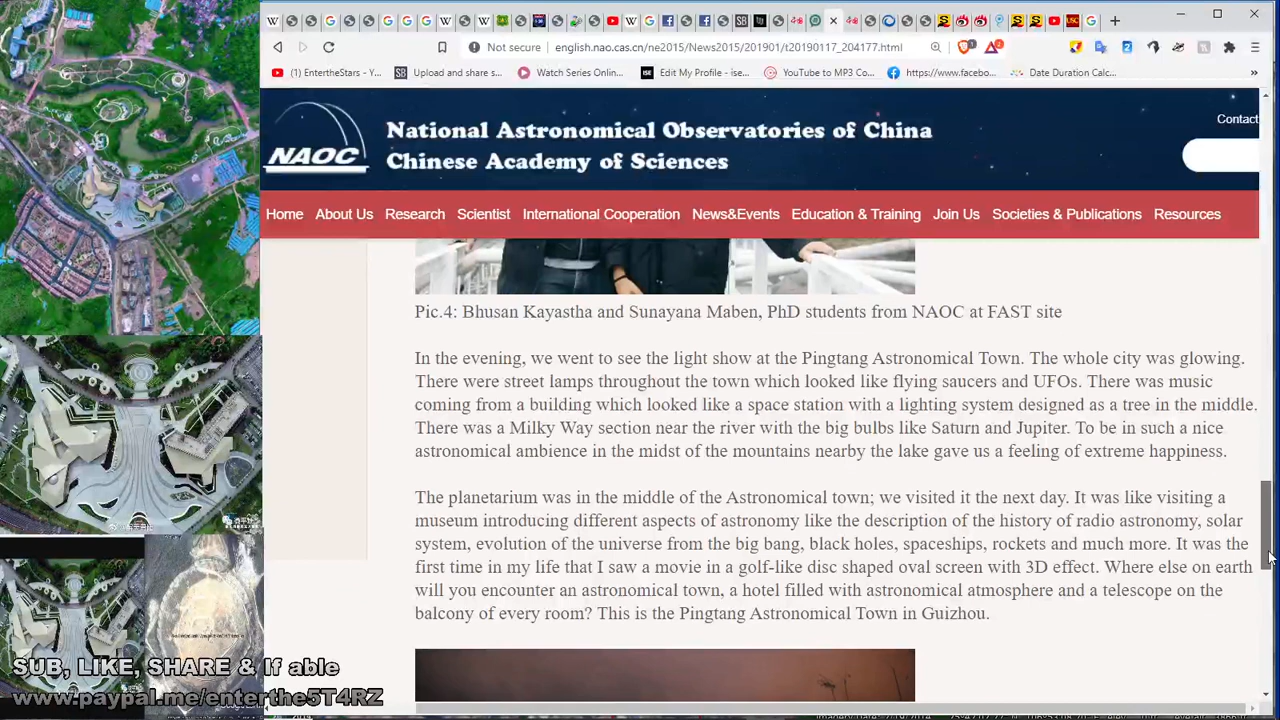 Not secure
english.nao.cas.cn/ne2015/News2015/201901/t20190117_204177.html
(1) EntertheStars - Y...
Upload and share s...
Watch Series Onlin...
Edit My Profile - ise...
YouTube to MP3 Co...
https://www.facebo...
Date Duration Calc...
Contact
National Astronomical Observatories of China
Chinese Academy of Sciences
NAOC
Home About Us Research Scientist International Cooperation News&Events Education & Training Join Us Societies & Publications Resources
Pic.4: Bhusan Kayastha and Sunayana Maben, PhD students from NAOC at FAST site
In the evening, we went to see the light show at the Pingtang Astronomical Town. The whole city was glowing.
There were street lamps throughout the town which looked like flying saucers and UFOs. There was music
coming from a building which looked like a space station with a lighting system designed as a tree in the middle.
There was a Milky Way section near the river with the big bulbs like Saturn and Jupiter. To be in such a nice
astronomical ambience in the midst of the mountains nearby the lake gave us a feeling of extreme happiness.
The planetarium was in the middle of the Astronomical town; we visited it the next day. It was like visiting a
museum introducing different aspects of astronomy like the description of the history of radio astronomy, solar
system, evolution of the universe from the big bang, black holes, spaceships, rockets and much more. It was the
first time in my life that I saw a movie in a golf-like disc shaped oval screen with 3D effect. Where else on earth
will you encounter an astronomical town, a hotel filled with astronomical atmosphere and a telescope on the
balcony of every room? This is the Pingtang Astronomical Town in Guizhou.
SUB, LIKE, SHARE & If able
www.paypal.me/enterthe5T4RZ